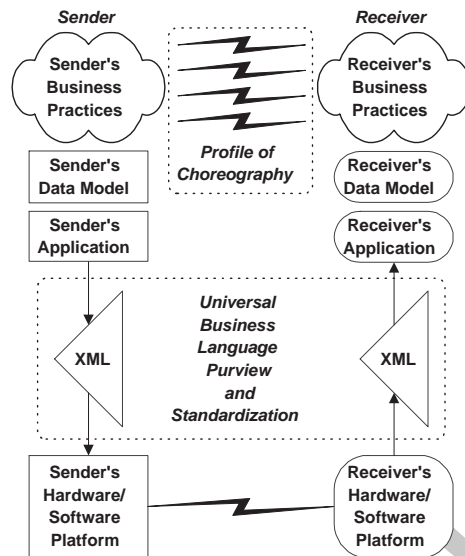 Sender
Receiver
Sender's
Business
Practices
Receiver's
Business
Practices
Profile of
Choreography
Sender's
Data Model
Receiver's
Data Model
Sender's
Application
Receiver's
Application
Universal
Business
Language
Purview
and
Standardization
XML
XML
Sender's
Hardware/
Software
Platform
Receiver's
Hardware/
Software
Platform